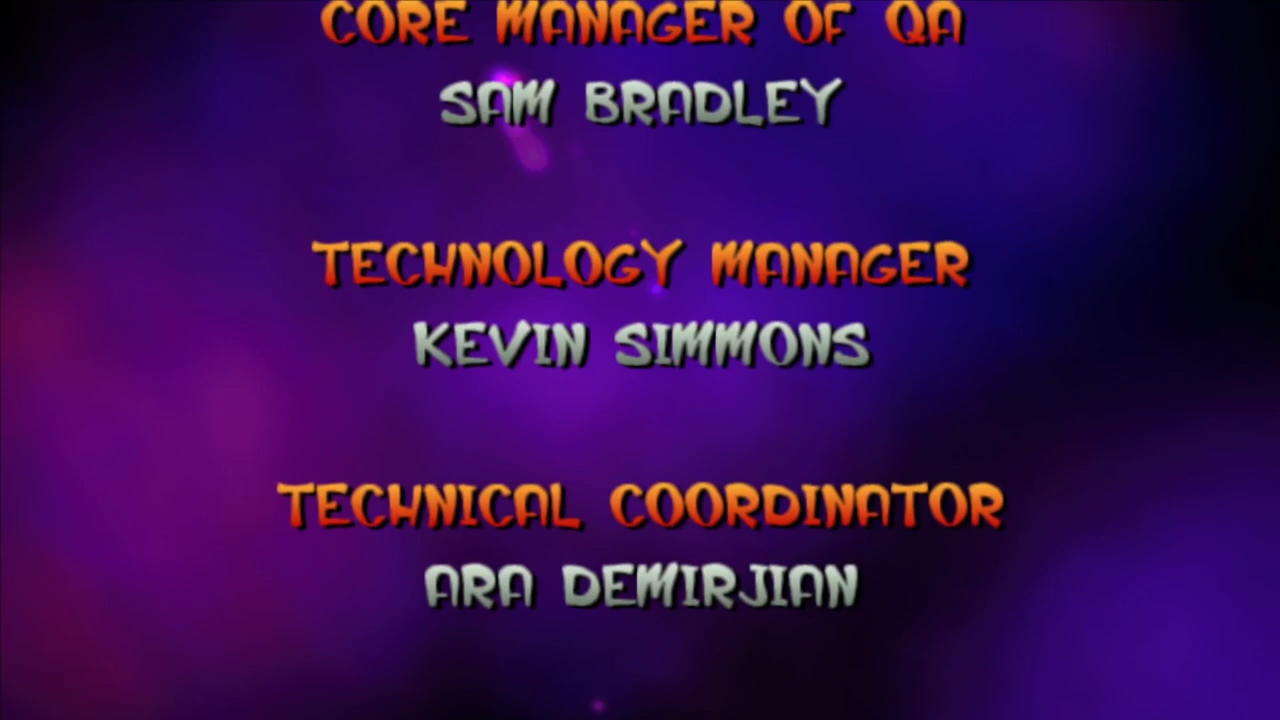 CORE MANAGER OF QA
SAM BRADLEY
TECHNOLOGY MANAGER
KEVIN SIMMONS
TECHNICAL COORDINATOR
ARA DEMIRJIAN